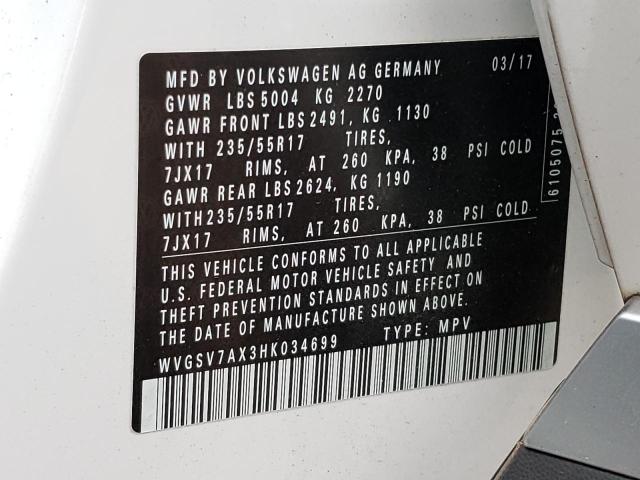 MFD BY VOLKSWAGEN AG GERMANY 03/17
GVWR LBS 5004 KG 2270
GAWR FRONT LBS 2491, KG 1130
WITH 235/55R17 TIRES,
7JX17 RIMS, AT 260 KPA, 38 PSI COLD
GAWR REAR LBS 2624, KG 1190
WITH 235/55R17 TIRES,
7JX17 RIMS, AT 260 KPA, 38 PSI COLD
THIS VEHICLE CONFORMS TO ALL APPLICABLE
U.S. FEDERAL MOTOR VEHICLE SAFETY AND
THEFT PREVENTION STANDARDS IN EFFECT ON
THE DATE OF MANUFACTURE SHOWN ABOVE.
WVGSV7AX3HK034699 TYPE: MPV
6105075